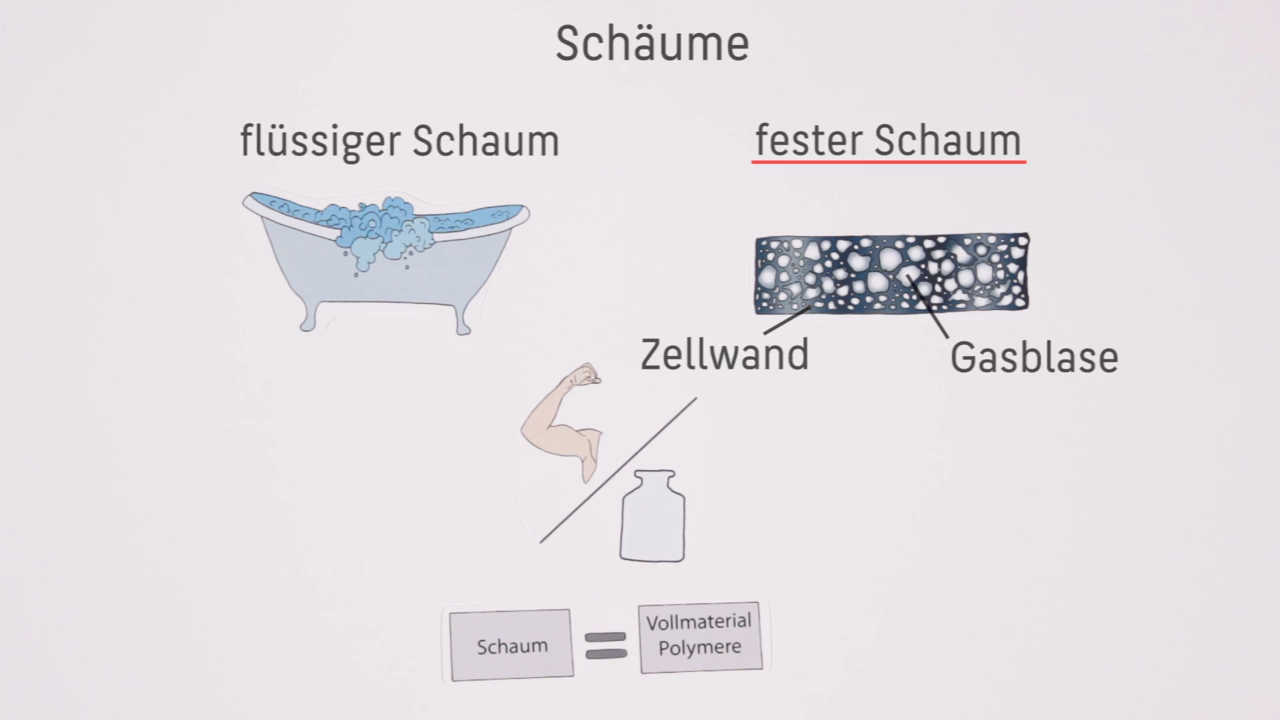 Schäume
flüssiger Schaum
fester Schaum
Zellwand
Gasblase
Schaum
Vollmaterial
Polymere